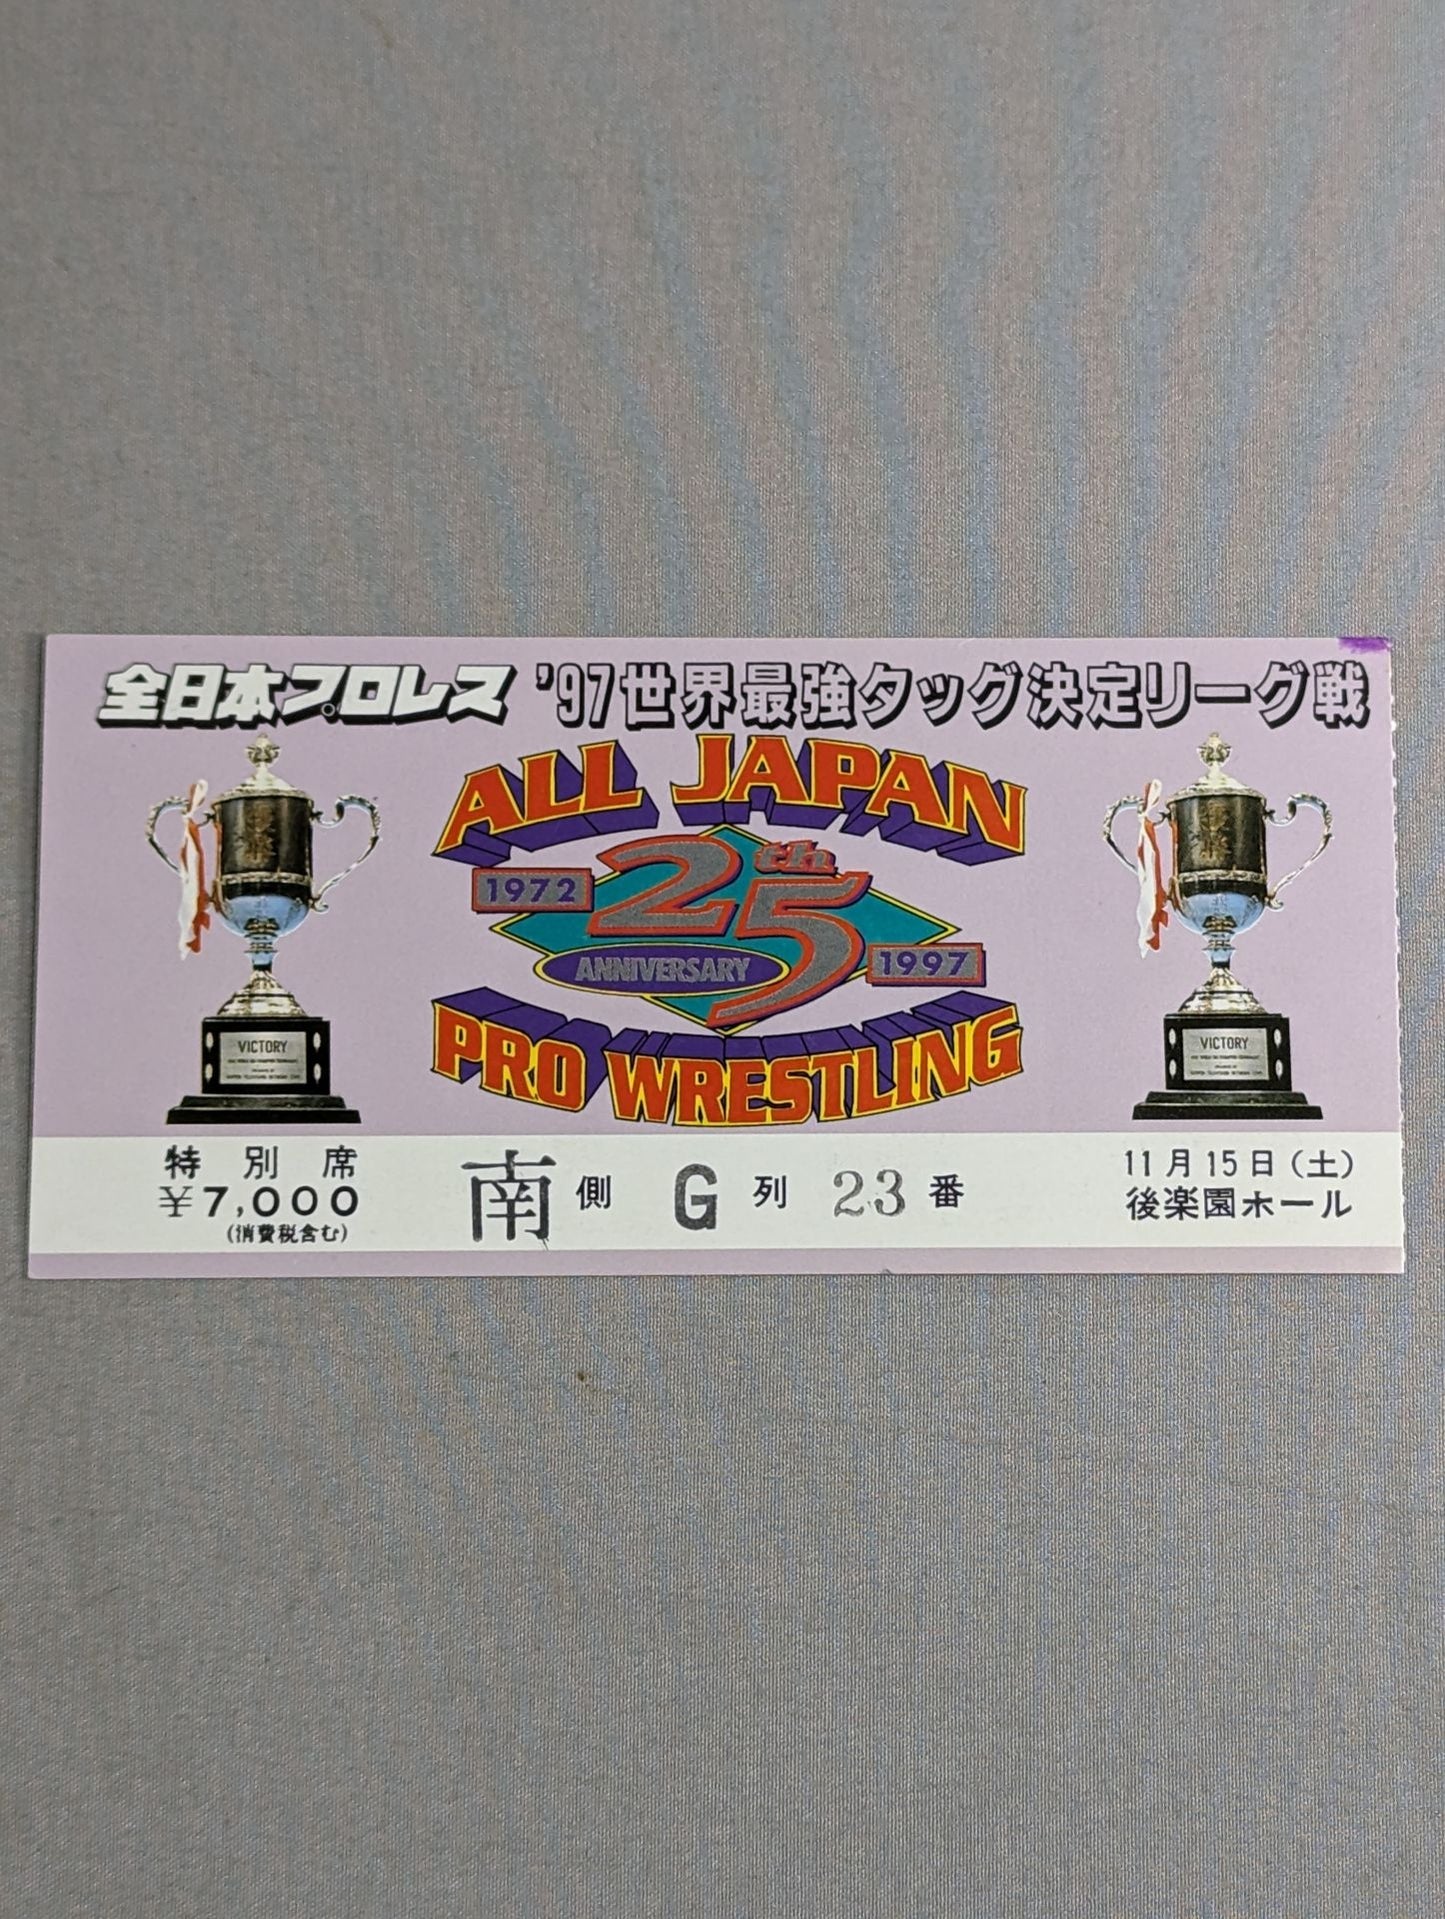 全日本プロレス '97世界最強タッグ決定リーグ戦
ALL JAPAN
25th
1972
ANNIVERSARY
1997
PRO WRESTLING
VICTORY
VICTORY
特別席
¥7,000
(消費税含む)
南側 G列 23番
11月15日(土)
後楽園ホール